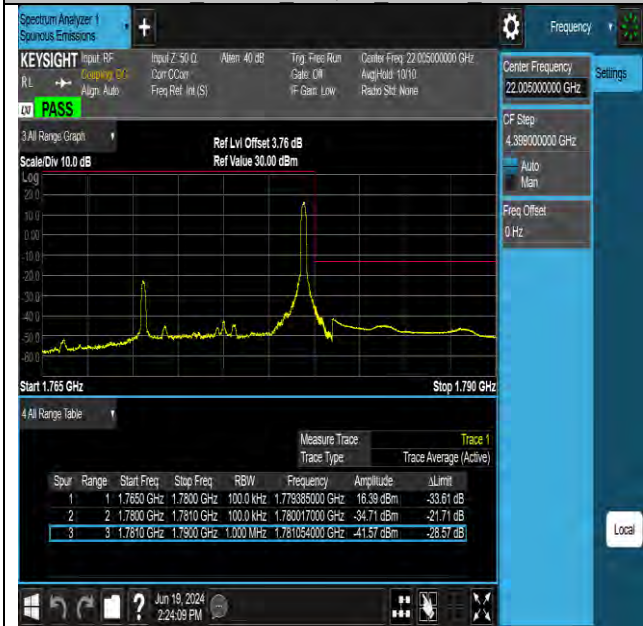 Spectrum Analyzer 1
Spurious Emissions
+
Frequency
KEYSIGHT Input: RF Input Z: 50 Ω Atten: 40 dB Trig: Free Run Center Freq: 22.005000000 GHz
RL Coupling: DC Corr CCorr Gate: Off Avg|Hold: 10/10
Align: Auto Freq Ref: Int (S) IF Gain: Low Radio Std: None
LXI PASS
3 All Range Graph
Ref Lvl Offset 3.76 dB
Scale/Div 10.0 dB Ref Value 30.00 dBm
Log
20.0
10.0
0.00
-10.0
-20.0
-30.0
-40.0
-50.0
-60.0
Start 1.765 GHz Stop 1.790 GHz
4 All Range Table
Measure Trace Trace 1
Trace Type Trace Average (Active)
Spur Range Start Freq Stop Freq RBW Frequency Amplitude ΔLimit
1 1 1.7650 GHz 1.7800 GHz 100.0 kHz 1.779385000 GHz 16.39 dBm -33.61 dB
2 2 1.7800 GHz 1.7810 GHz 100.0 kHz 1.780017000 GHz -34.71 dBm -21.71 dB
3 3 1.7810 GHz 1.7900 GHz 1.000 MHz 1.781054000 GHz -41.57 dBm -28.57 dB
Jun 19, 2024
2:24:09 PM
Center Frequency
22.005000000 GHz
Settings
CF Step
4.398000000 GHz
Auto
Man
Freq Offset
0 Hz
Local